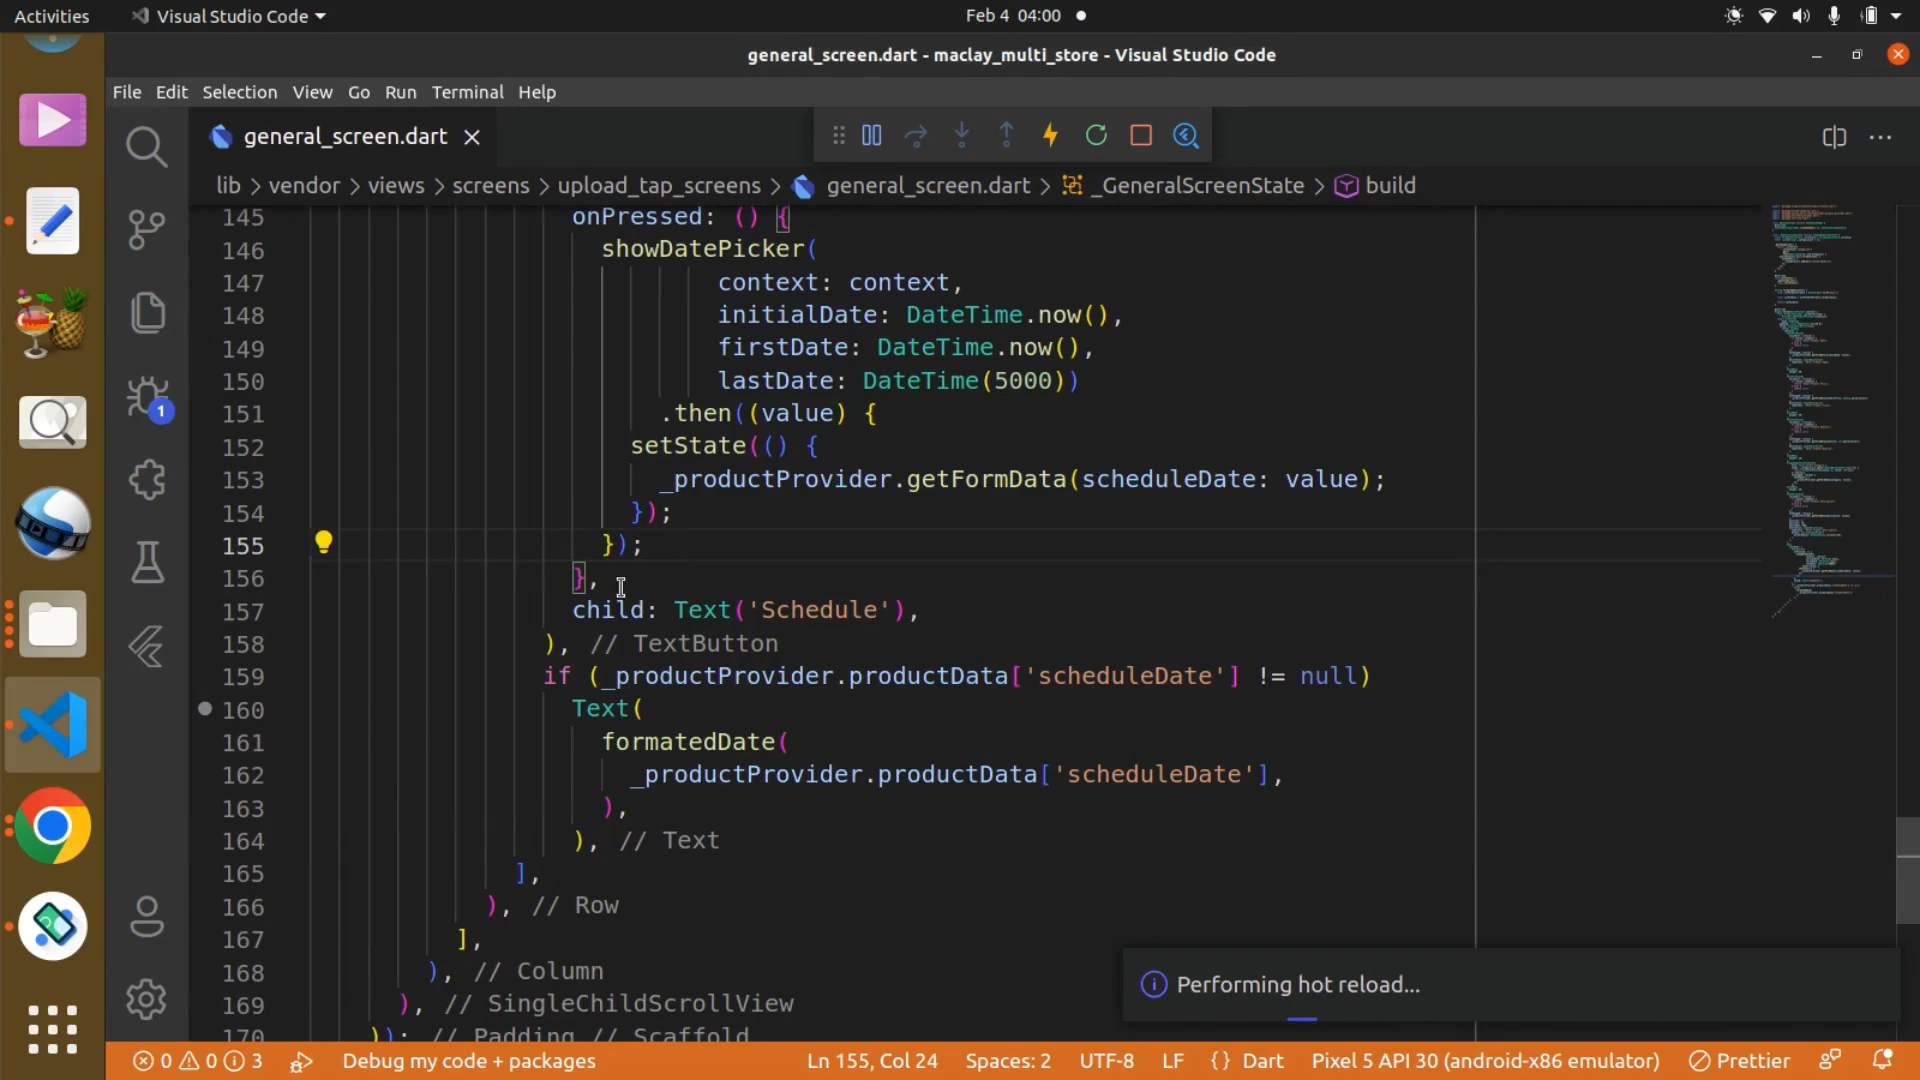 Activities
Visual Studio Code
Feb 4 04:00
general_screen.dart - maclay_multi_store - Visual Studio Code
File Edit Selection View Go Run Terminal Help
general_screen.dart
lib > vendor > views > screens > upload_tap_screens > general_screen.dart > _GeneralScreenState > build
145 onPressed: () {
146 showDatePicker(
147 context: context,
148 initialDate: DateTime.now(),
149 firstDate: DateTime.now(),
150 lastDate: DateTime(5000))
151 .then((value) {
152 setState(() {
153 _productProvider.getFormData(scheduleDate: value);
154 });
155 });
156 },
157 child: Text('Schedule'),
158 ), // TextButton
159 if (_productProvider.productData['scheduleDate'] != null)
160 Text(
161 formatedDate(
162 _productProvider.productData['scheduleDate'],
163 ),
164 ), // Text
165 ],
166 ), // Row
167 ],
168 ), // Column
169 ), // SingleChildScrollView
170 )); // Padding // Scaffold
1
Performing hot reload...
0 0 3 Debug my code + packages Ln 155, Col 24 Spaces: 2 UTF-8 LF {} Dart Pixel 5 API 30 (android-x86 emulator) Prettier